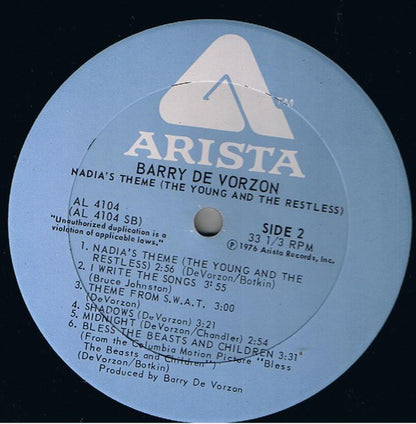 TM
ARISTA
BARRY DE VORZON
NADIA'S THEME (THE YOUNG AND THE RESTLESS)
AL 4104
(AL 4104 SB)
"Unauthorized duplication is a
violation of applicable laws."
SIDE 2
33 1/3 RPM
℗ 1976 Arista Records, Inc.
1. NADIA'S THEME (THE YOUNG AND THE
RESTLESS) 2:56 (DeVorzon/Botkin)
2. I WRITE THE SONGS 3:55
(Bruce Johnston)
3. THEME FROM S.W.A.T. 3:00
(DeVorzon)
4. SHADOWS (DeVorzon) 3:21
5. MIDNIGHT (DeVorzon/Chandler) 2:54
6. BLESS THE BEASTS AND CHILDREN 3:31
(From the Columbia Motion Picture "Bless
The Beasts and Children")
(DeVorzon/Botkin)
Produced by Barry De Vorzon